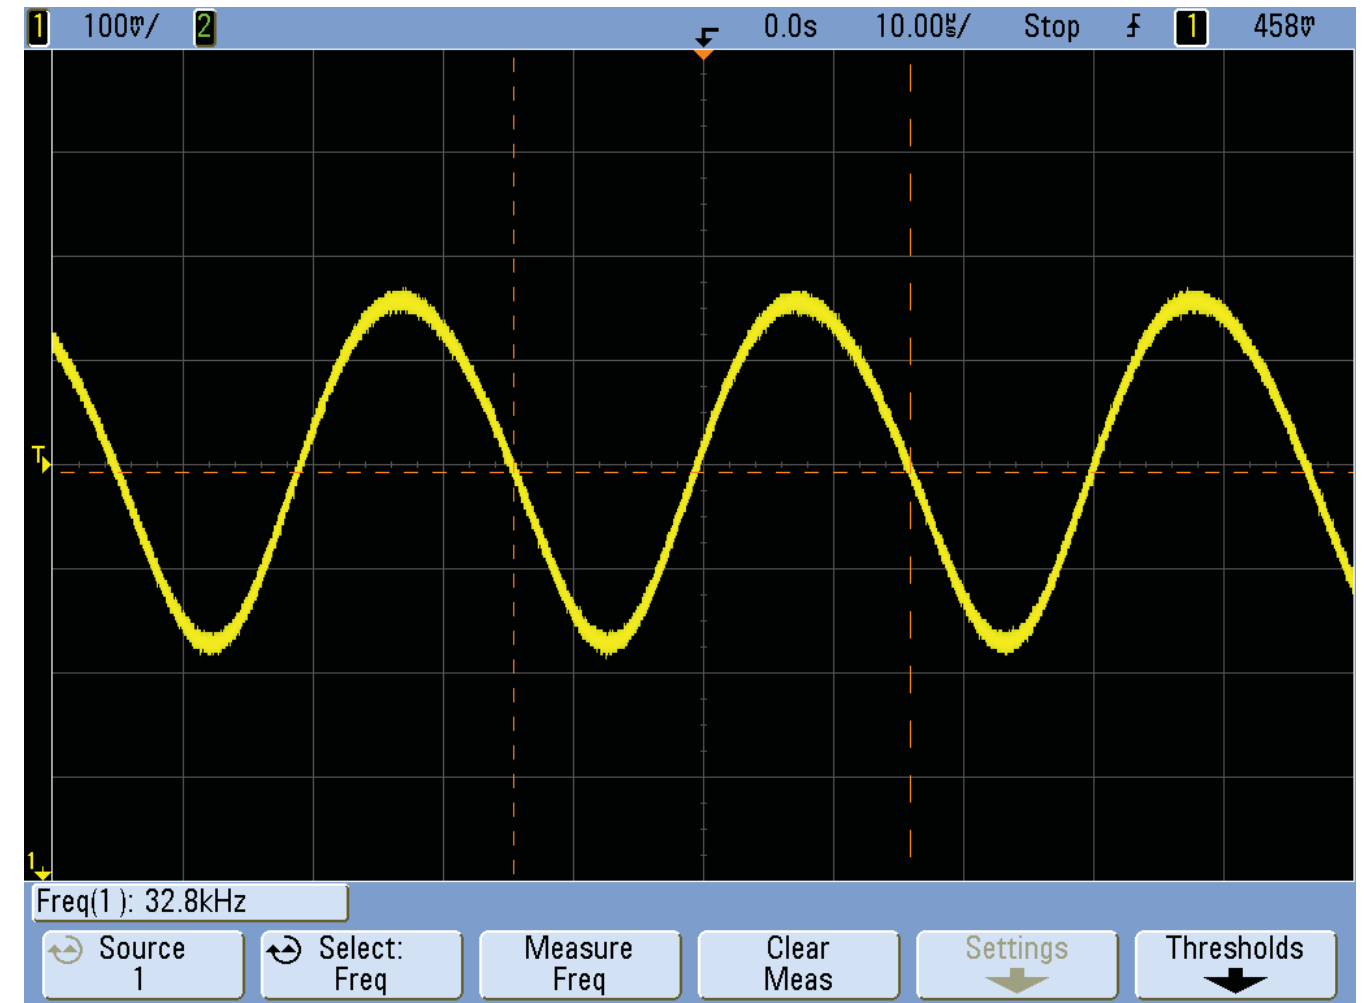 1 100mV/ 2 0.0s 10.00us/ Stop 1 458mV
T
1
Freq(1): 32.8kHz
Source
1
Select:
Freq
Measure
Freq
Clear
Meas
Settings
Thresholds